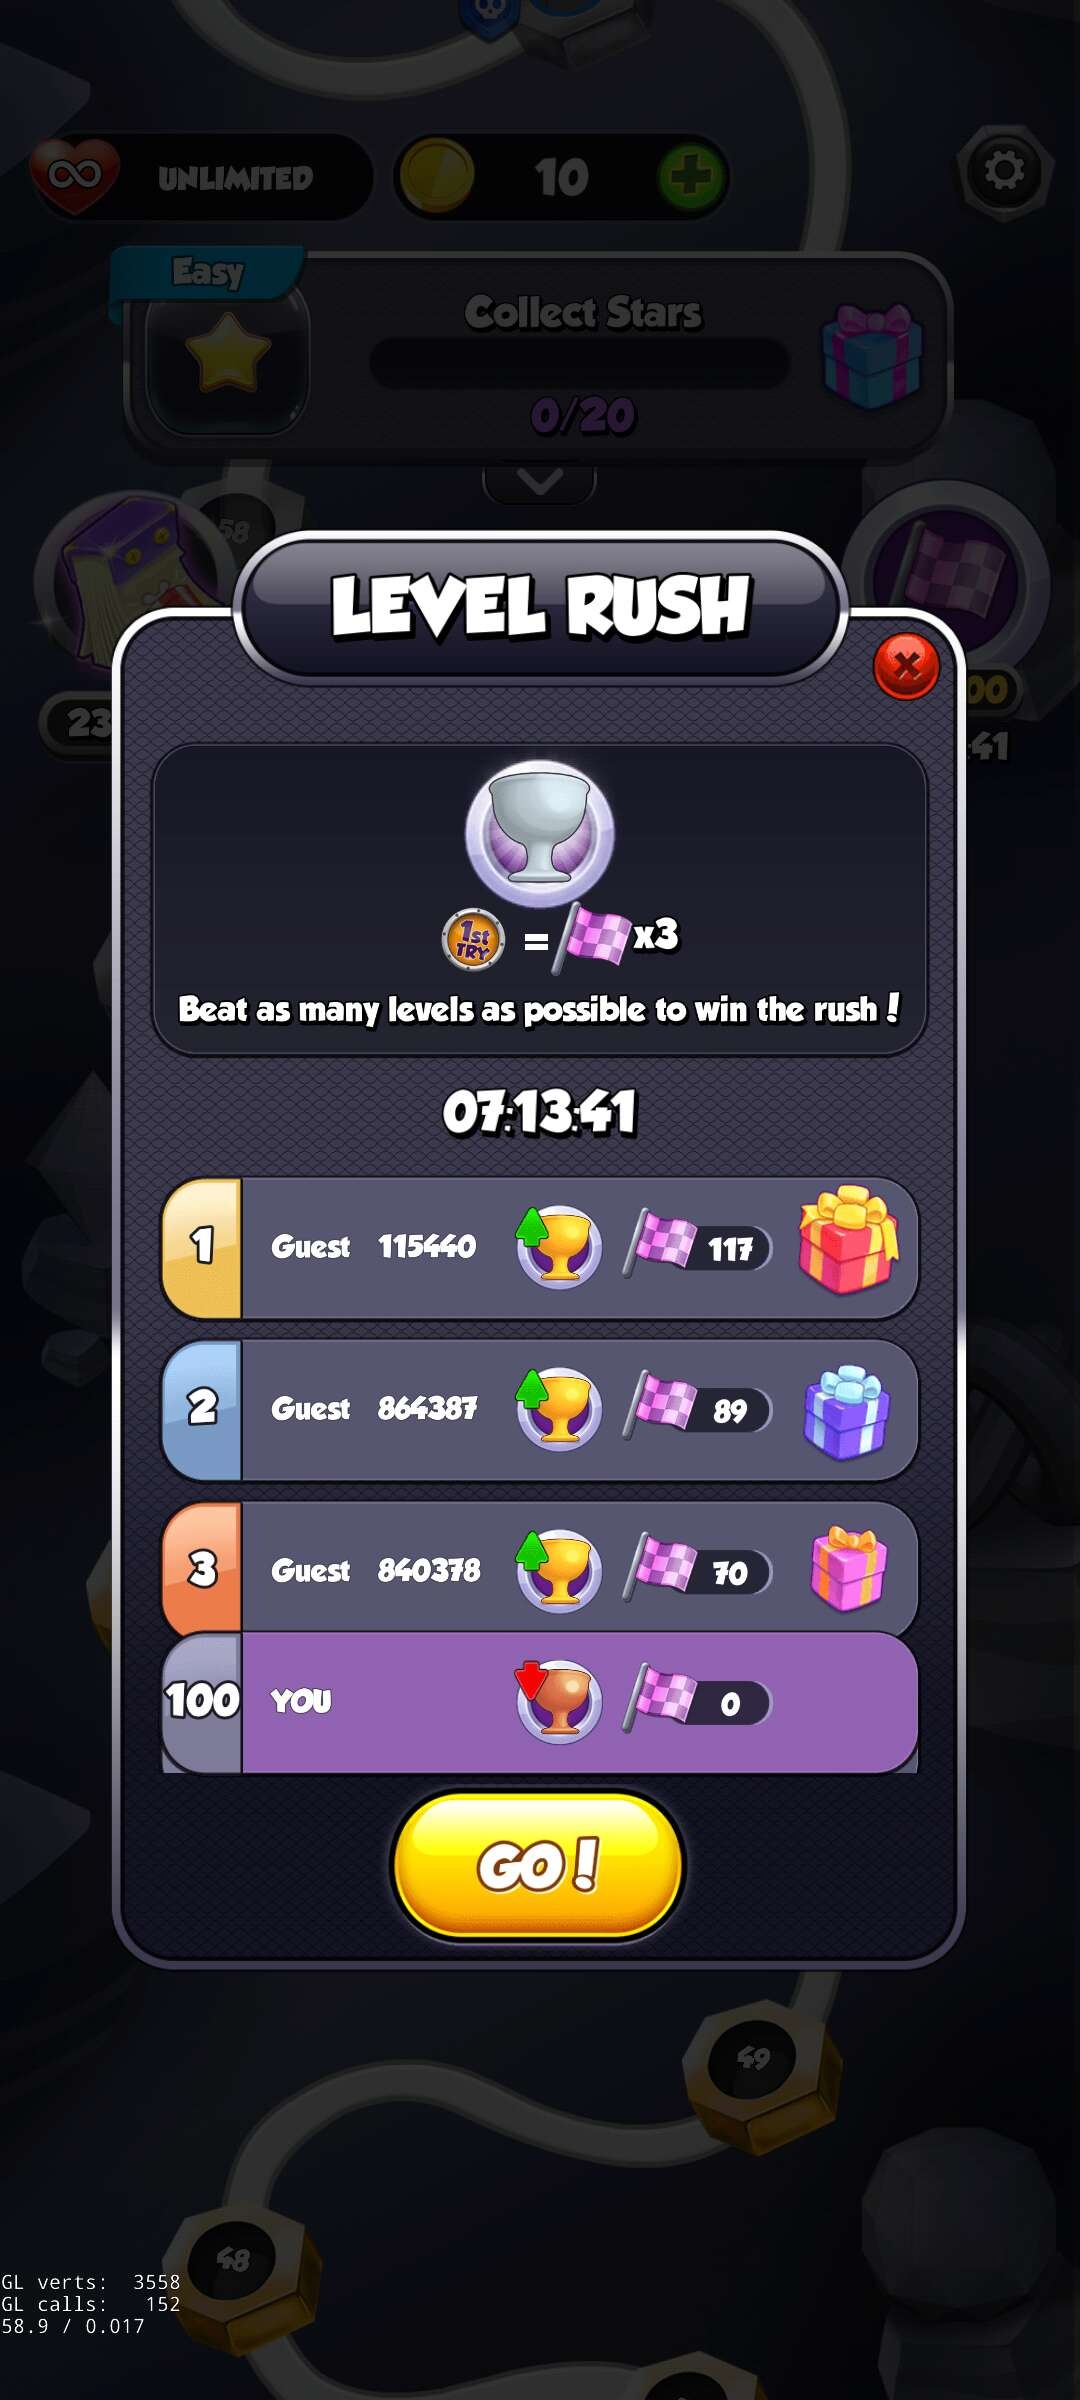 UNLIMITED
10
Easy
Collect Stars
0/20
58
LEVEL RUSH
23
00
:41
1st TRY = x3
Beat as many levels as possible to win the rush!
07:13:41
1 Guest 115440 117
2 Guest 864387 89
3 Guest 840378 70
100 YOU 0
GO!
49
48
GL verts: 3558
GL calls: 152
58.9 / 0.017